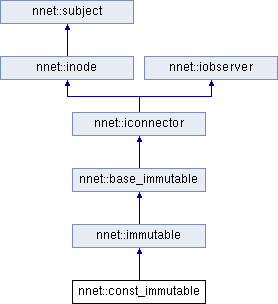 nnet::subject
nnet::inode
nnet::iobserver
nnet::iconnector
nnet::base_immutable
nnet::immutable
nnet::const_immutable